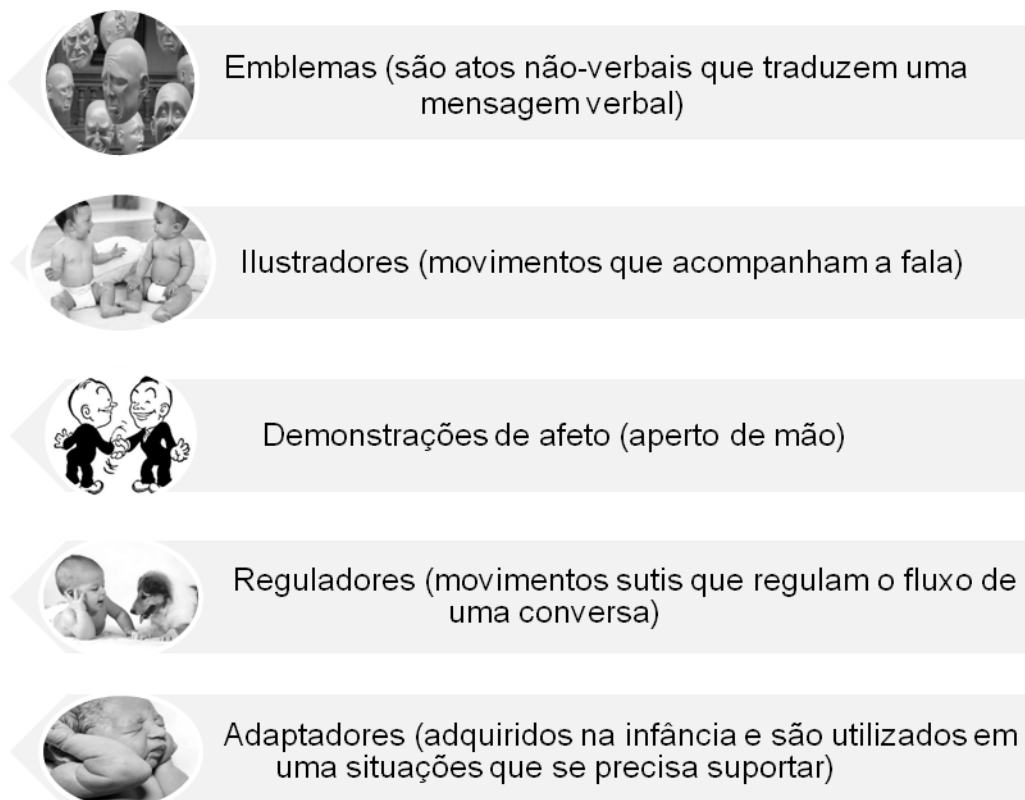 Emblemas (são atos não-verbais que traduzem uma
mensagem verbal)
Ilustradores (movimentos que acompanham a fala)
Demonstrações de afeto (aperto de mão)
Reguladores (movimentos sutis que regulam o fluxo de
uma conversa)
Adaptadores (adquiridos na infância e são utilizados em
uma situações que se precisa suportar)